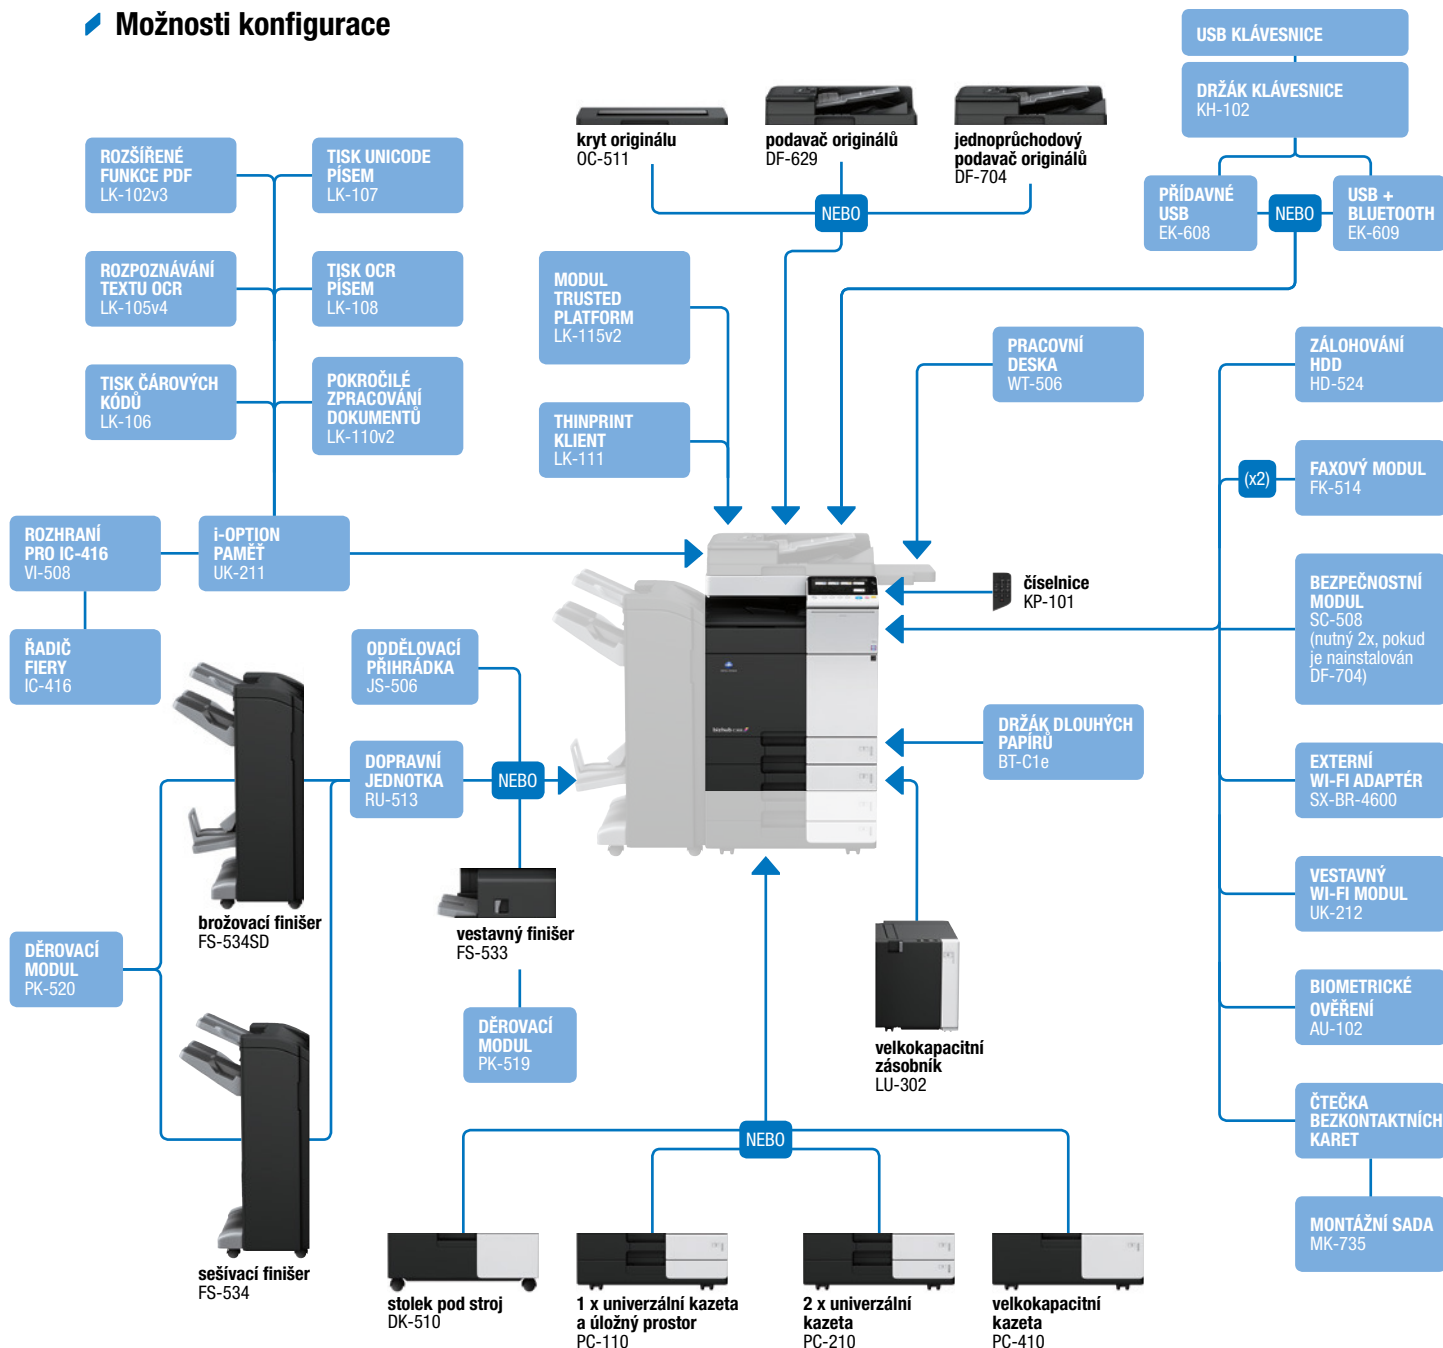 Možnosti konfigurace
USB KLÁVESNICE
DRŽÁK KLÁVESNICE
KH-102
PŘÍDAVNÉ
USB
EK-608
NEBO
USB +
BLUETOOTH
EK-609
kryt originálu
OC-511
podavač originálů
DF-629
jednoprůchodový
podavač originálů
DF-704
NEBO
ROZŠÍŘENÉ
FUNKCE PDF
LK-102v3
TISK UNICODE
PÍSEM
LK-107
ROZPOZNÁVÁNÍ
TEXTU OCR
LK-105v4
TISK OCR
PÍSEM
LK-108
TISK ČÁROVÝCH
KÓDŮ
LK-106
POKROČILÉ
ZPRACOVÁNÍ
DOKUMENTŮ
LK-110v2
MODUL
TRUSTED
PLATFORM
LK-115v2
THINPRINT
KLIENT
LK-111
PRACOVNÍ
DESKA
WT-506
ZÁLOHOVÁNÍ
HDD
HD-524
(x2)
FAXOVÝ MODUL
FK-514
ROZHRANÍ
PRO IC-416
VI-508
i-OPTION
PAMĚŤ
UK-211
ŘADIČ
FIERY
IC-416
číselnice
KP-101
BEZPEČNOSTNÍ
MODUL
SC-508
(nutný 2x, pokud
je nainstalován
DF-704)
ODDĚLOVACÍ
PŘIHRÁDKA
JS-506
DOPRAVNÍ
JEDNOTKA
RU-513
NEBO
bizhub
DRŽÁK DLOUHÝCH
PAPÍRŮ
BT-C1e
EXTERNÍ
WI-FI ADAPTÉR
SX-BR-4600
VESTAVNÝ
WI-FI MODUL
UK-212
brožovací finišer
FS-534SD
vestavný finišer
FS-533
DĚROVACÍ
MODUL
PK-520
DĚROVACÍ
MODUL
PK-519
velkokapacitní
zásobník
LU-302
BIOMETRICKÉ
OVĚŘENÍ
AU-102
ČTEČKA
BEZKONTAKTNÍCH
KARET
MONTÁŽNÍ SADA
MK-735
NEBO
sešívací finišer
FS-534
stolek pod stroj
DK-510
1 x univerzální kazeta
a úložný prostor
PC-110
2 x univerzální
kazeta
PC-210
velkokapacitní
kazeta
PC-410